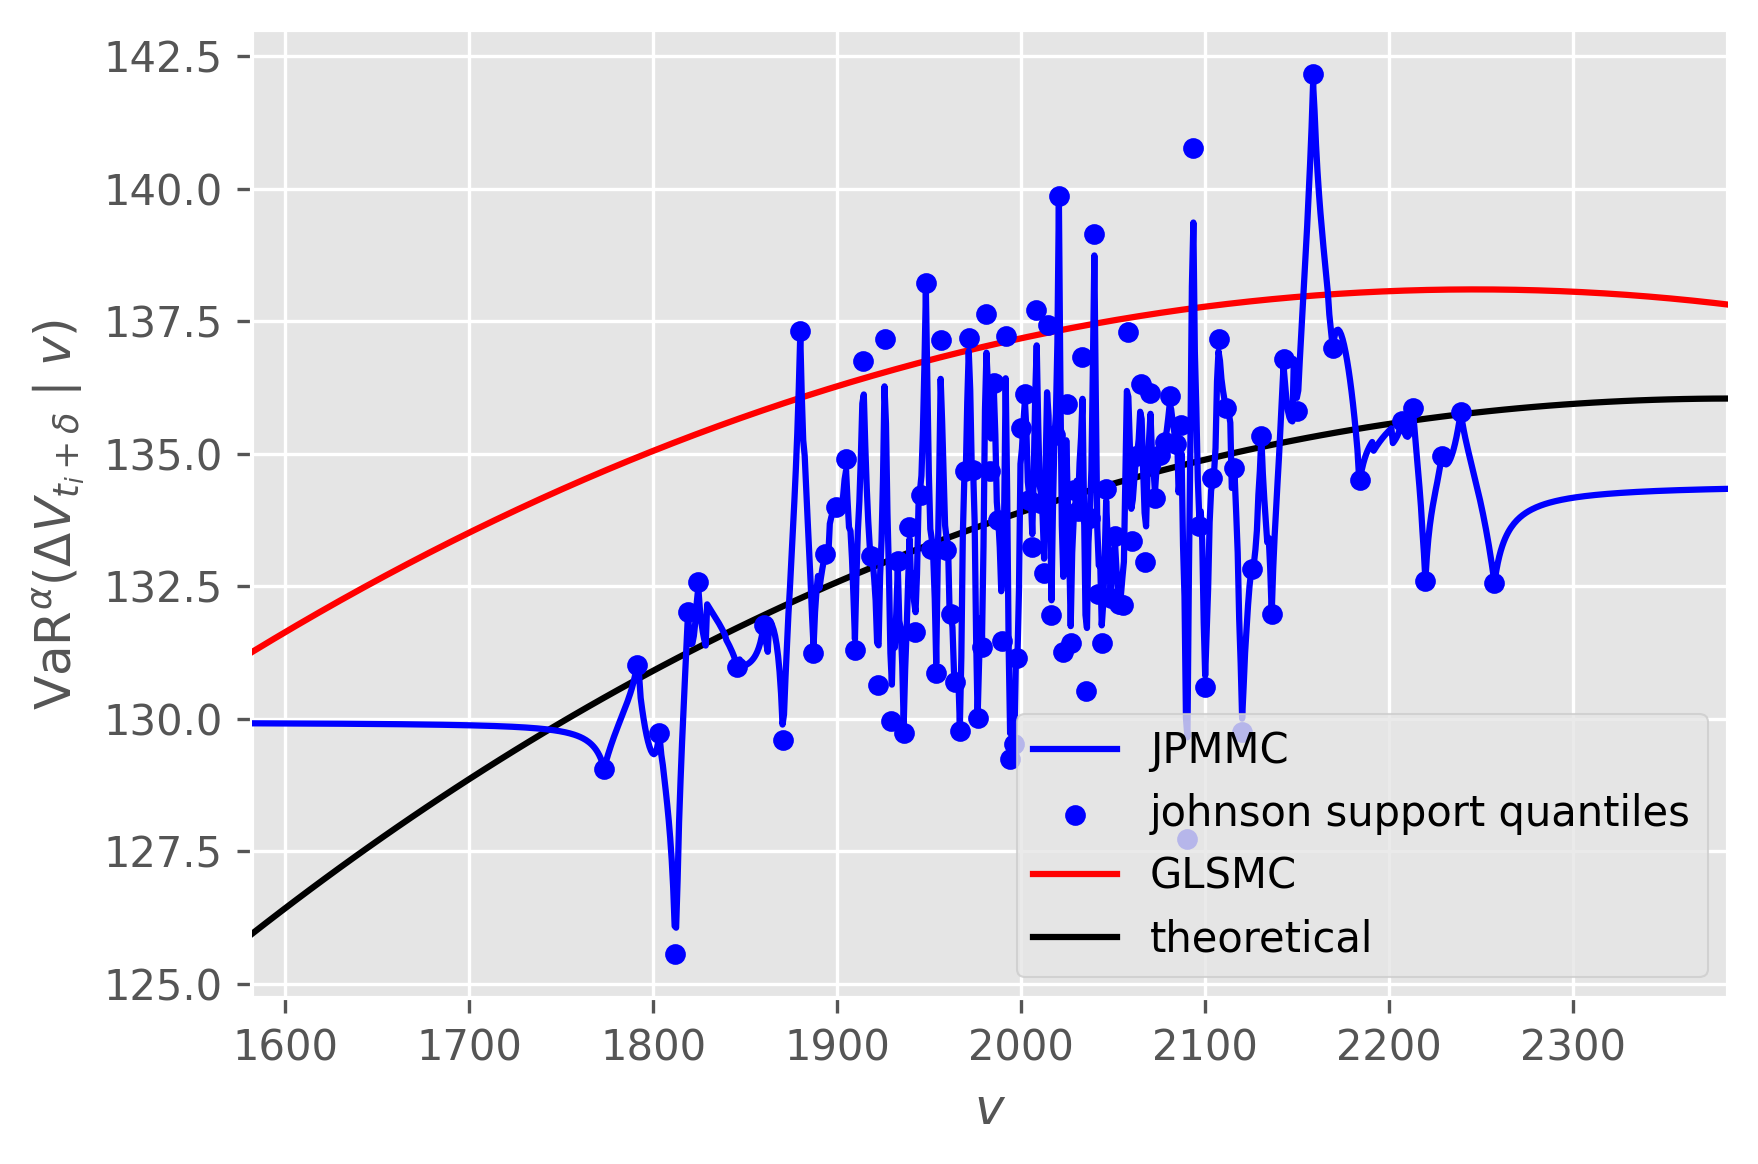 142.5
140.0
137.5
135.0
132.5
130.0
127.5
125.0
VaR^α(ΔV_{t_i+δ} | v)
1600 1700 1800 1900 2000 2100 2200 2300
v
JPMMC
johnson support quantiles
GLSMC
theoretical